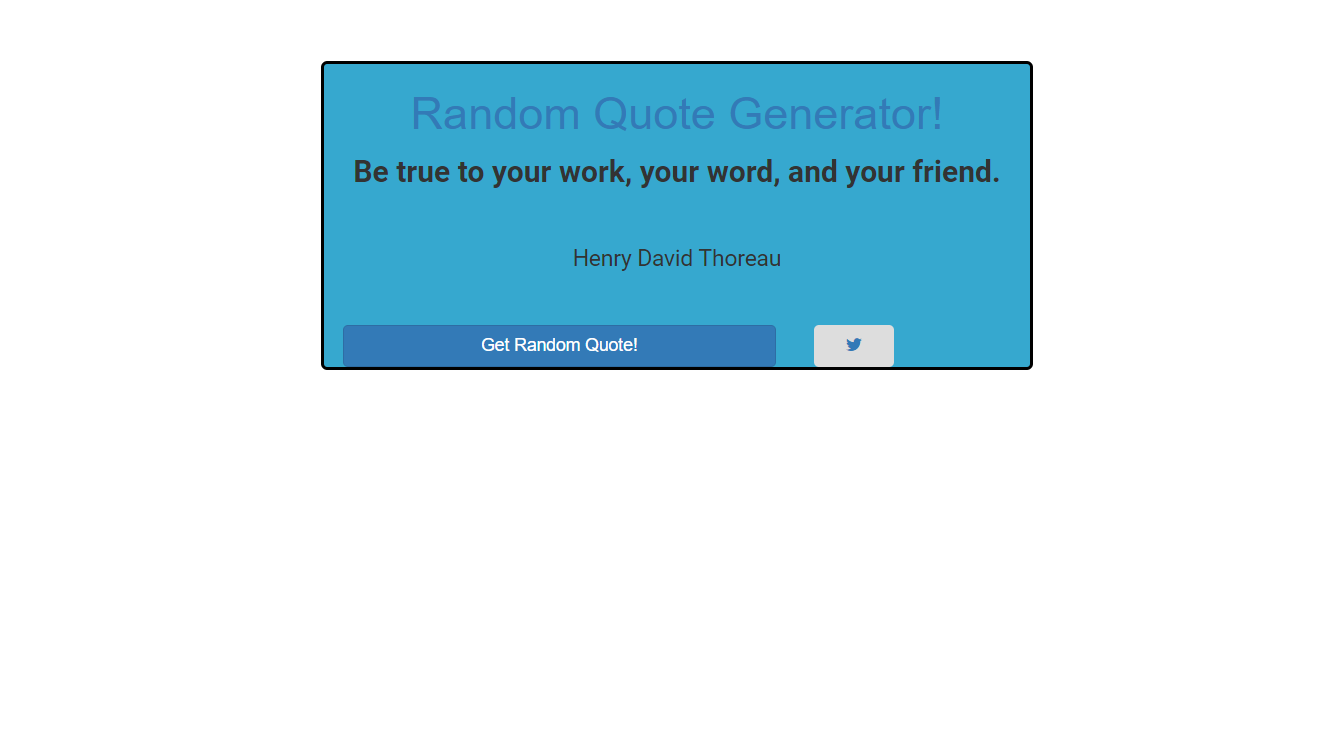 Random Quote Generator!
Be true to your work, your word, and your friend.
Henry David Thoreau
Get Random Quote!